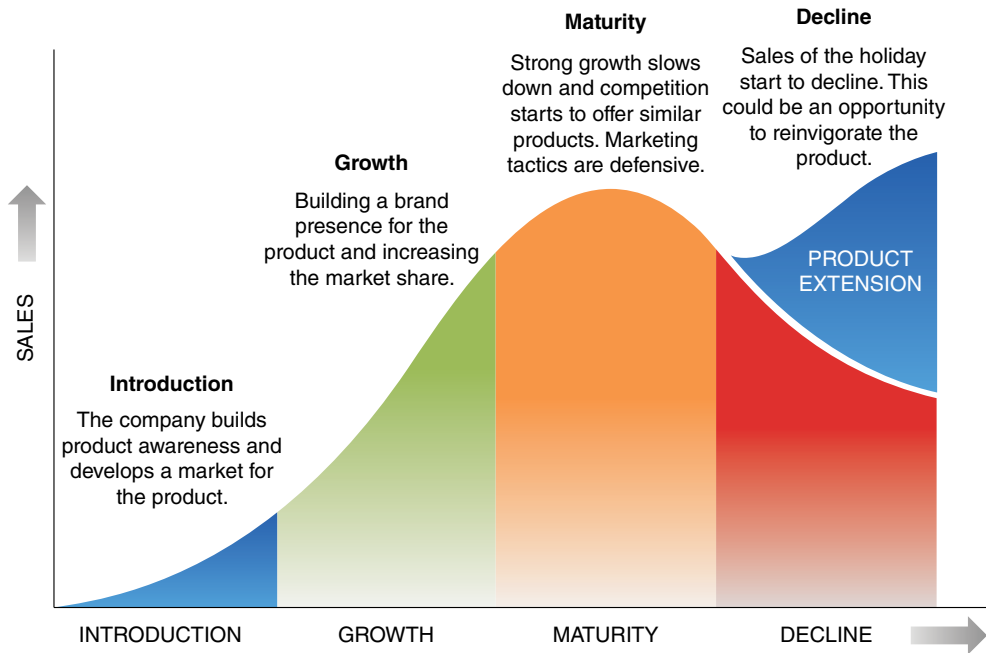 Decline
Sales of the holiday
start to decline. This
could be an opportunity
to reinvigorate the
product.
Maturity
Strong growth slows
down and competition
starts to offer similar
products. Marketing
tactics are defensive.
Growth
Building a brand
presence for the
product and increasing
the market share.
Introduction
The company builds
product awareness and
develops a market for
the product.
PRODUCT
EXTENSION
SALES
INTRODUCTION
GROWTH
MATURITY
DECLINE